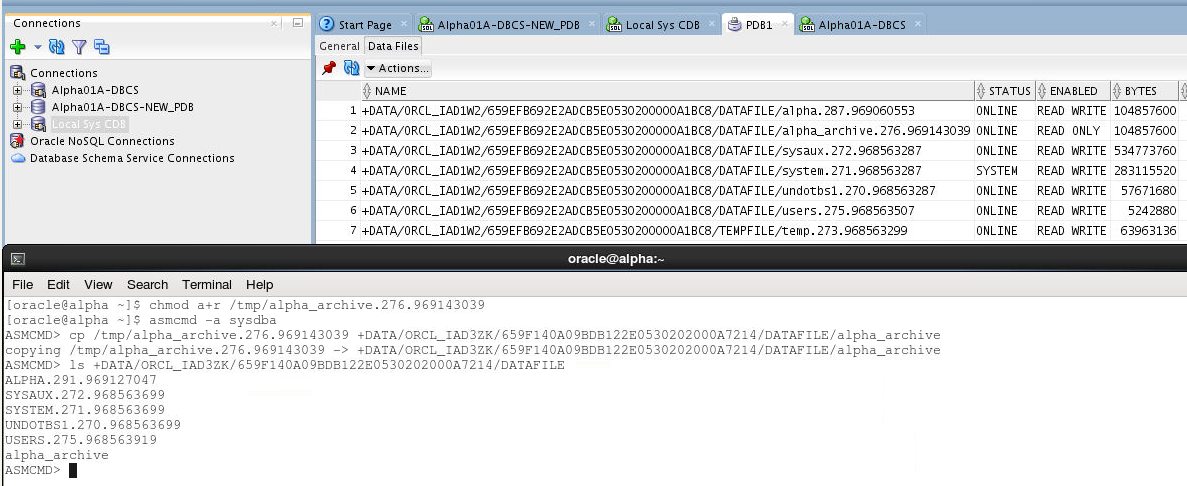 Connections
Start Page
Alpha01A-DBCS-NEW_PDB
Local Sys CDB
PDB1
Alpha01A-DBCS
General
Data Files
Actions...
Connections
Alpha01A-DBCS
Alpha01A-DBCS-NEW_PDB
Local Sys CDB
Oracle NoSQL Connections
Database Schema Service Connections
NAME STATUS ENABLED BYTES
1 +DATA/ORCL_IAD1W2/659EFB692E2ADCB5E0530200000A1BC8/DATAFILE/alpha.287.969060553 ONLINE READ WRITE 104857600
2 +DATA/ORCL_IAD1W2/659EFB692E2ADCB5E0530200000A1BC8/DATAFILE/alpha_archive.276.969143039 ONLINE READ ONLY 104857600
3 +DATA/ORCL_IAD1W2/659EFB692E2ADCB5E0530200000A1BC8/DATAFILE/sysaux.272.968563287 ONLINE READ WRITE 534773760
4 +DATA/ORCL_IAD1W2/659EFB692E2ADCB5E0530200000A1BC8/DATAFILE/system.271.968563287 SYSTEM READ WRITE 283115520
5 +DATA/ORCL_IAD1W2/659EFB692E2ADCB5E0530200000A1BC8/DATAFILE/undotbs1.270.968563287 ONLINE READ WRITE 57671680
6 +DATA/ORCL_IAD1W2/659EFB692E2ADCB5E0530200000A1BC8/DATAFILE/users.275.968563507 ONLINE READ WRITE 5242880
7 +DATA/ORCL_IAD1W2/659EFB692E2ADCB5E0530200000A1BC8/TEMPFILE/temp.273.968563299 ONLINE READ WRITE 63963136
oracle@alpha:~
File Edit View Search Terminal Help
[oracle@alpha ~]$ chmod a+r /tmp/alpha_archive.276.969143039
[oracle@alpha ~]$ asmcmd -a sysdba
ASMCMD> cp /tmp/alpha_archive.276.969143039 +DATA/ORCL_IAD3ZK/659F140A09BDB122E0530202000A7214/DATAFILE/alpha_archive
copying /tmp/alpha_archive.276.969143039 -> +DATA/ORCL_IAD3ZK/659F140A09BDB122E0530202000A7214/DATAFILE/alpha_archive
ASMCMD> ls +DATA/ORCL_IAD3ZK/659F140A09BDB122E0530202000A7214/DATAFILE
ALPHA.291.969127047
SYSAUX.272.968563699
SYSTEM.271.968563699
UNDOTBS1.270.968563699
USERS.275.968563919
alpha_archive
ASMCMD>